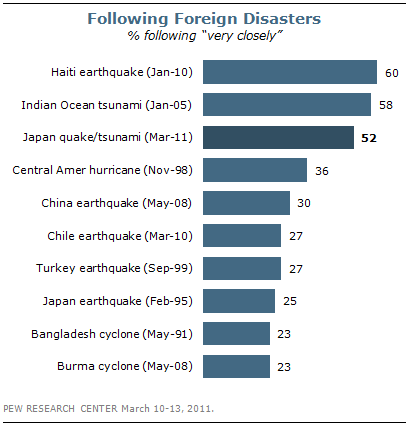 Following Foreign Disasters
% following “very closely”
Haiti earthquake (Jan-10) 60
Indian Ocean tsunami (Jan-05) 58
Japan quake/tsunami (Mar-11) 52
Central Amer hurricane (Nov-98) 36
China earthquake (May-08) 30
Chile earthquake (Mar-10) 27
Turkey earthquake (Sep-99) 27
Japan earthquake (Feb-95) 25
Bangladesh cyclone (May-91) 23
Burma cyclone (May-08) 23
PEW RESEARCH CENTER March 10-13, 2011.